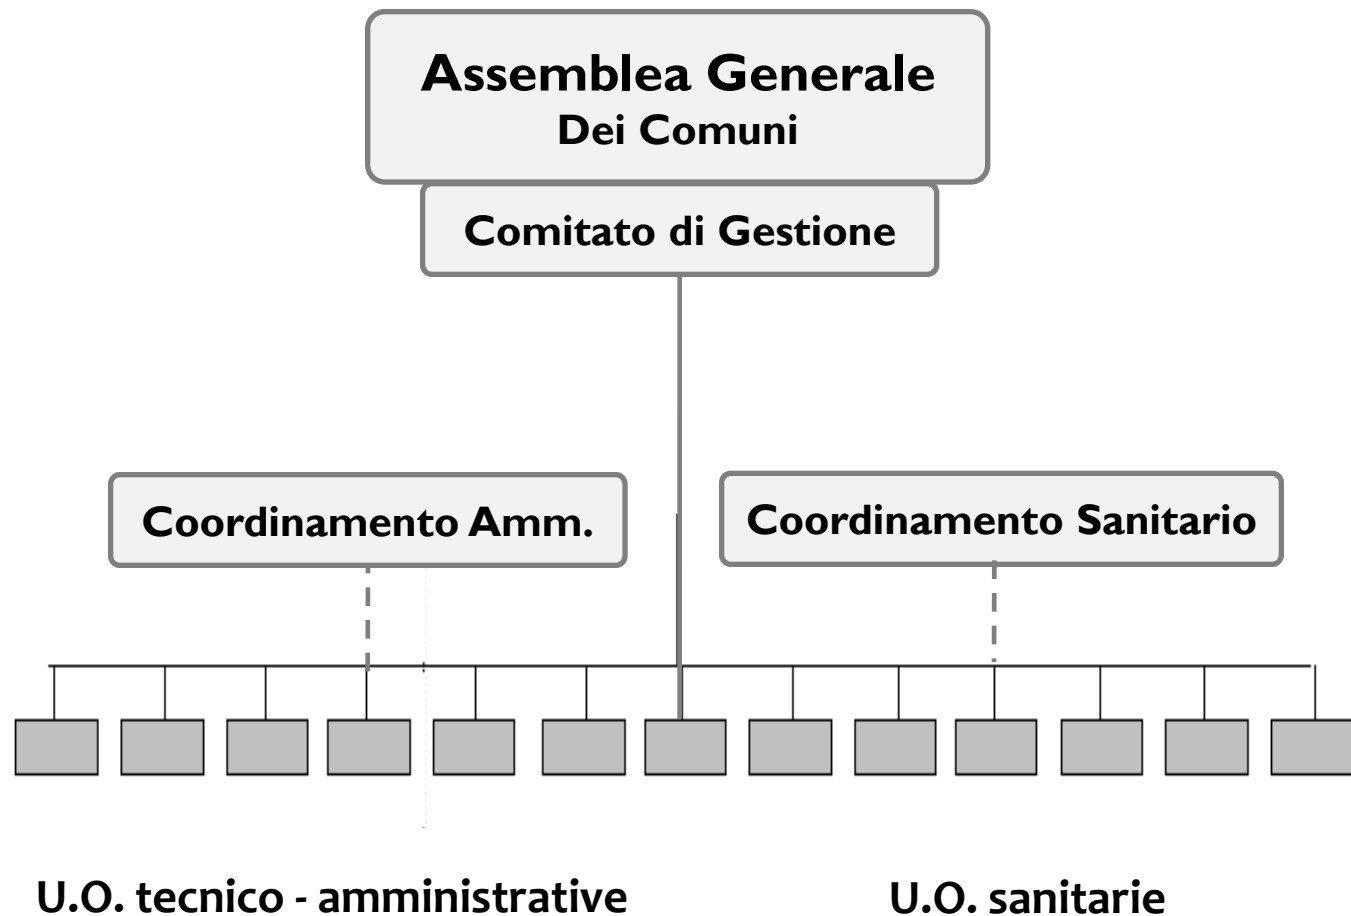 Assemblea Generale
Dei Comuni
Comitato di Gestione
Coordinamento Amm.
Coordinamento Sanitario
U.O. tecnico - amministrative
U.O. sanitarie